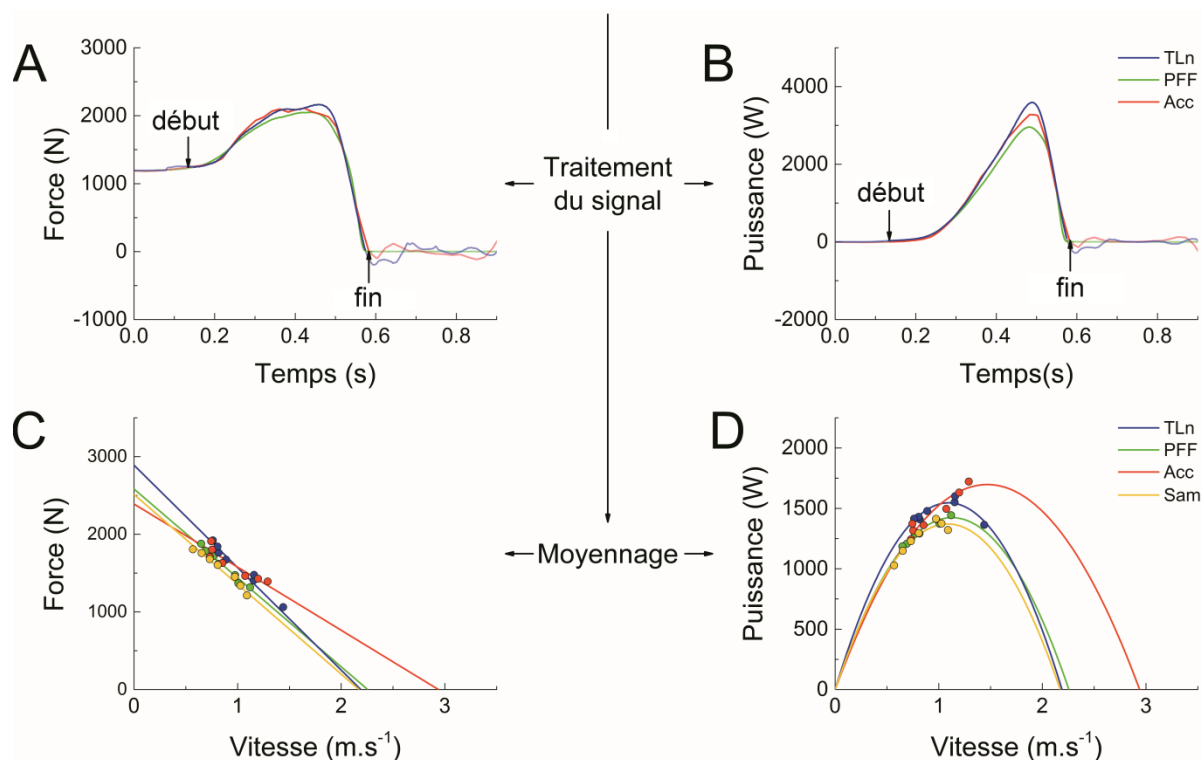 A
3000
2000
1000
0
-1000
Force (N)
début
fin
0.0
0.2
0.4
0.6
0.8
Temps (s)
Traitement
du signal
B
4000
2000
0
-2000
Puissance (W)
début
fin
TLn
PFF
Acc
0.0
0.2
0.4
0.6
0.8
Temps(s)
C
3000
2000
1000
0
Force (N)
0
1
2
3
Vitesse (m.s⁻¹)
Moyennage
D
2000
1500
1000
500
0
Puissance (W)
TLn
PFF
Acc
Sam
0
1
2
3
Vitesse (m.s⁻¹)